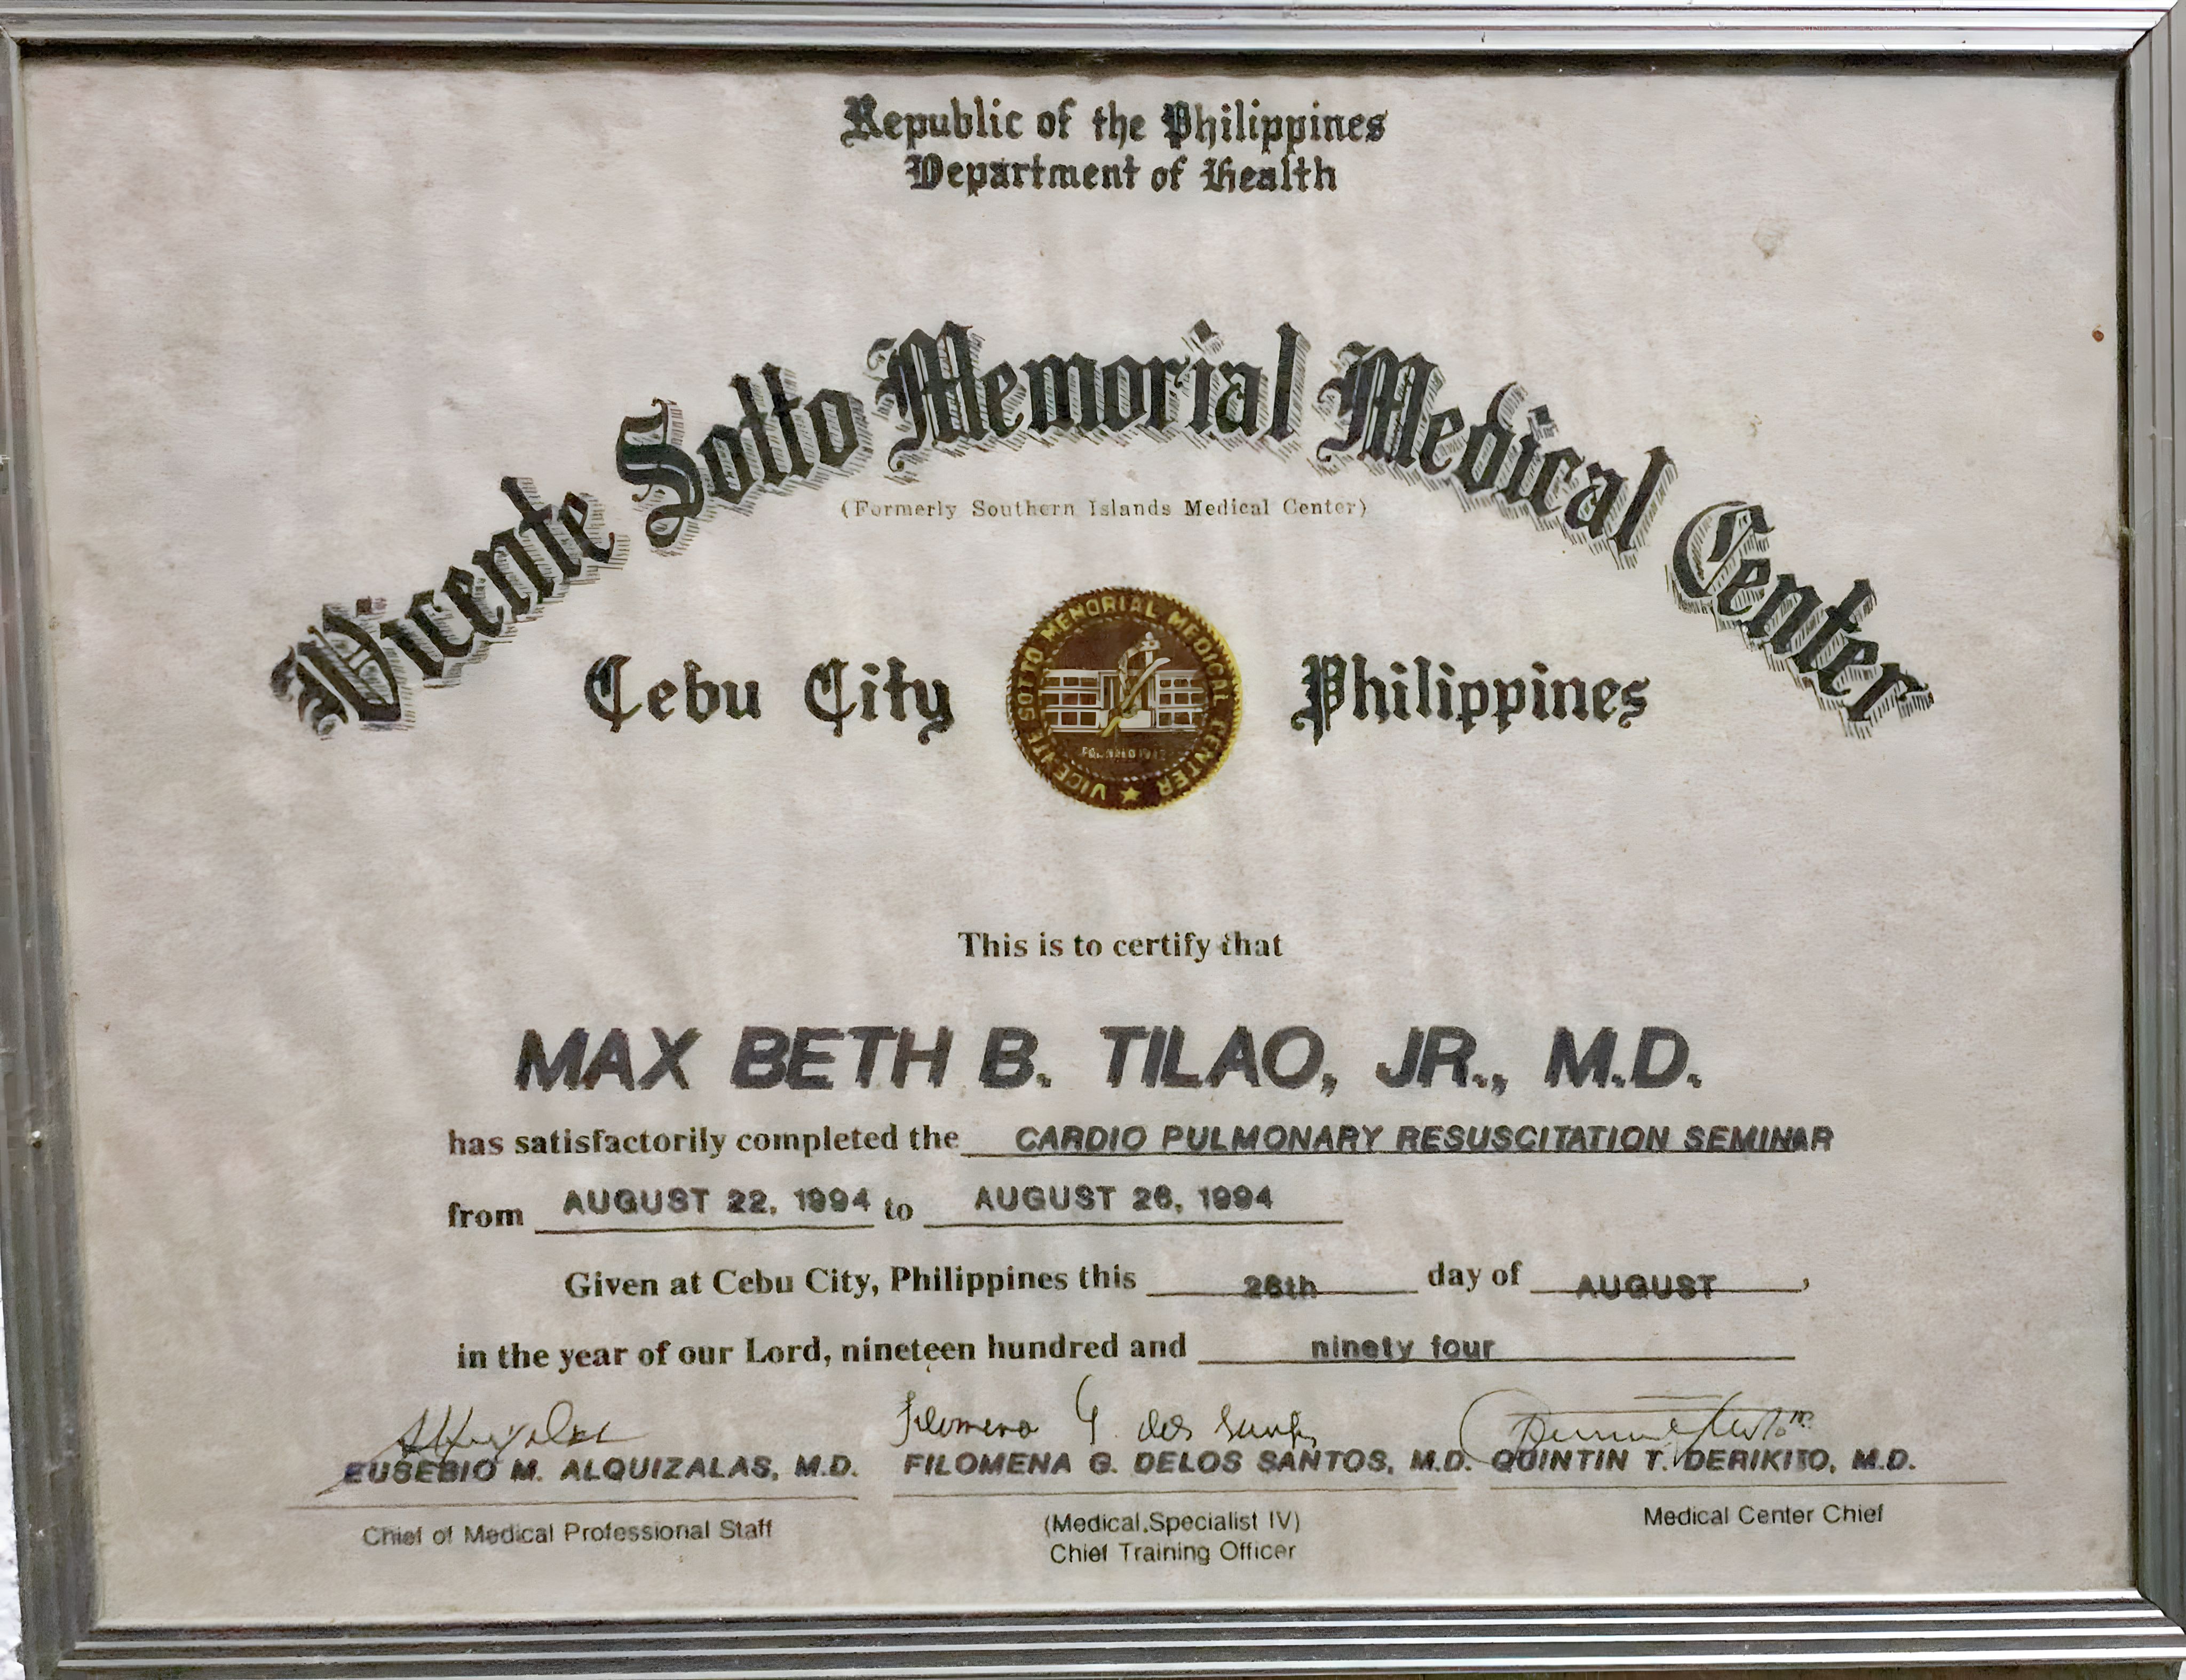 Republic of the Philippines
Department of Health
Vicente Sotto Memorial Medical Center
(Formerly Southern Islands Medical Center)
Cebu City Philippines
VICENTE SOTTO MEMORIAL MEDICAL CENTER
This is to certify that
MAX BETH B. TILAO, JR., M.D.
has satisfactorily completed the CARDIO PULMONARY RESUSCITATION SEMINAR
from AUGUST 22, 1994 to AUGUST 26, 1994
Given at Cebu City, Philippines this 26th day of AUGUST,
in the year of our Lord, nineteen hundred and ninety four
Filomena G. delos Santos
EUSEBIO M. ALQUIZALAS, M.D. FILOMENA G. DELOS SANTOS, M.D. QUINTIN T. DERIKITO, M.D.
Chief of Medical Professional Staff (Medical Specialist IV) Medical Center Chief
Chief Training Officer